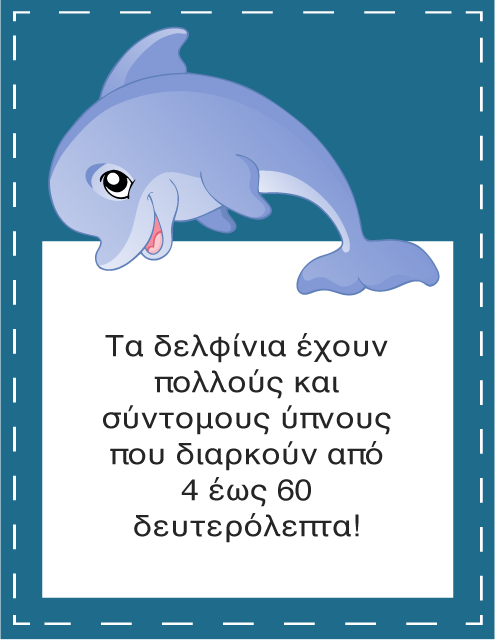 Τα δελφίνια έχουν
πολλούς και
σύντομους ύπνους
που διαρκούν από
4 έως 60
δευτερόλεπτα!